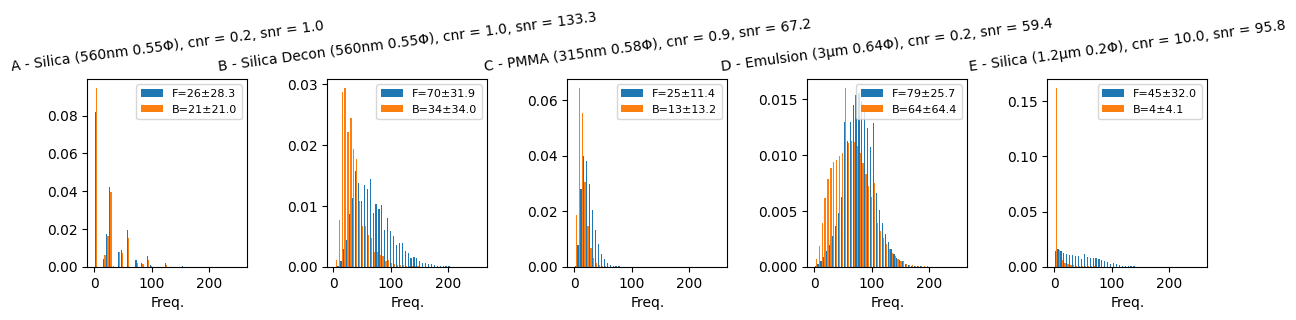 A - Silica (560nm 0.55Φ), cnr = 0.2, snr = 1.0
B - Silica Decon (560nm 0.55Φ), cnr = 1.0, snr = 133.3
C - PMMA (315nm 0.58Φ), cnr = 0.9, snr = 67.2
D - Emulsion (3μm 0.64Φ), cnr = 0.2, snr = 59.4
E - Silica (1.2μm 0.2Φ), cnr = 10.0, snr = 95.8
F=26±28.3
B=21±21.0
0.08
0.06
0.04
0.02
0.00
0 100 200
Freq.
F=70±31.9
B=34±34.0
0.03
0.02
0.01
0.00
0 100 200
Freq.
F=25±11.4
B=13±13.2
0.06
0.04
0.02
0.00
0 100 200
Freq.
F=79±25.7
B=64±64.4
0.015
0.010
0.005
0.000
0 100 200
Freq.
F=45±32.0
B=4±4.1
0.15
0.10
0.05
0.00
0 100 200
Freq.